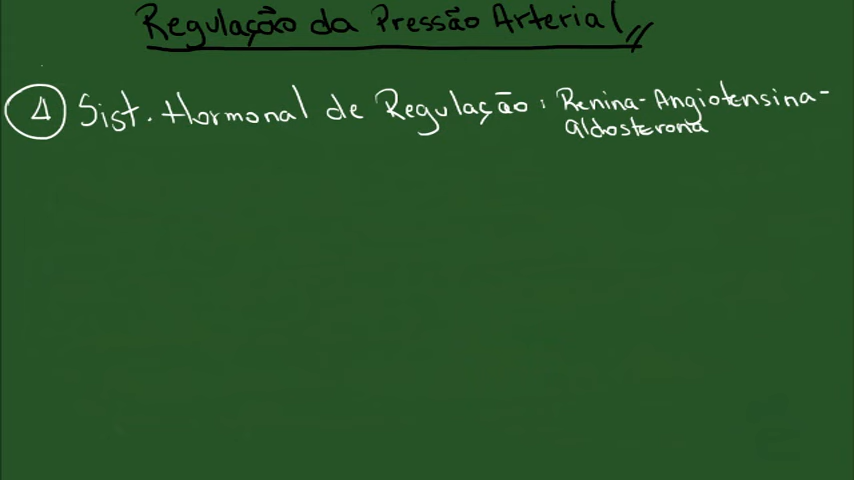 Regulação da Pressão Arterial
4 Sist. Hormonal de Regulação: Renina-Angiotensina-
aldosterona